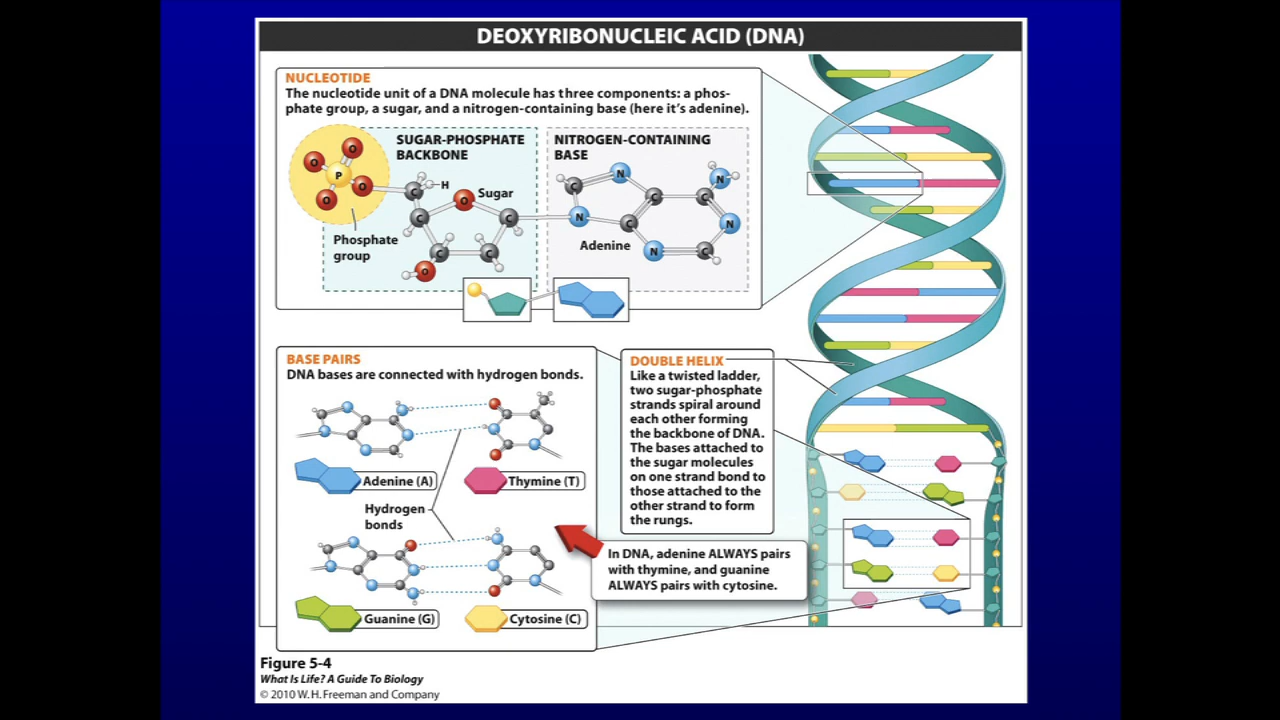 DEOXYRIBONUCLEIC ACID (DNA)
NUCLEOTIDE
The nucleotide unit of a DNA molecule has three components: a phos-
phate group, a sugar, and a nitrogen-containing base (here it's adenine).
SUGAR-PHOSPHATE
BACKBONE
NITROGEN-CONTAINING
BASE
O
O
P
O
O
C
H
O
Sugar
C
C
C
C
O
Phosphate
group
C
N
N
C
C
C
N
N
N
C
Adenine
BASE PAIRS
DNA bases are connected with hydrogen bonds.
Adenine (A)
Thymine (T)
Hydrogen
bonds
Guanine (G)
Cytosine (C)
DOUBLE HELIX
Like a twisted ladder,
two sugar-phosphate
strands spiral around
each other forming
the backbone of DNA.
The bases attached to
the sugar molecules
on one strand bond to
those attached to the
other strand to form
the rungs.
In DNA, adenine ALWAYS pairs
with thymine, and guanine
ALWAYS pairs with cytosine.
Figure 5-4
What Is Life? A Guide To Biology
© 2010 W. H. Freeman and Company